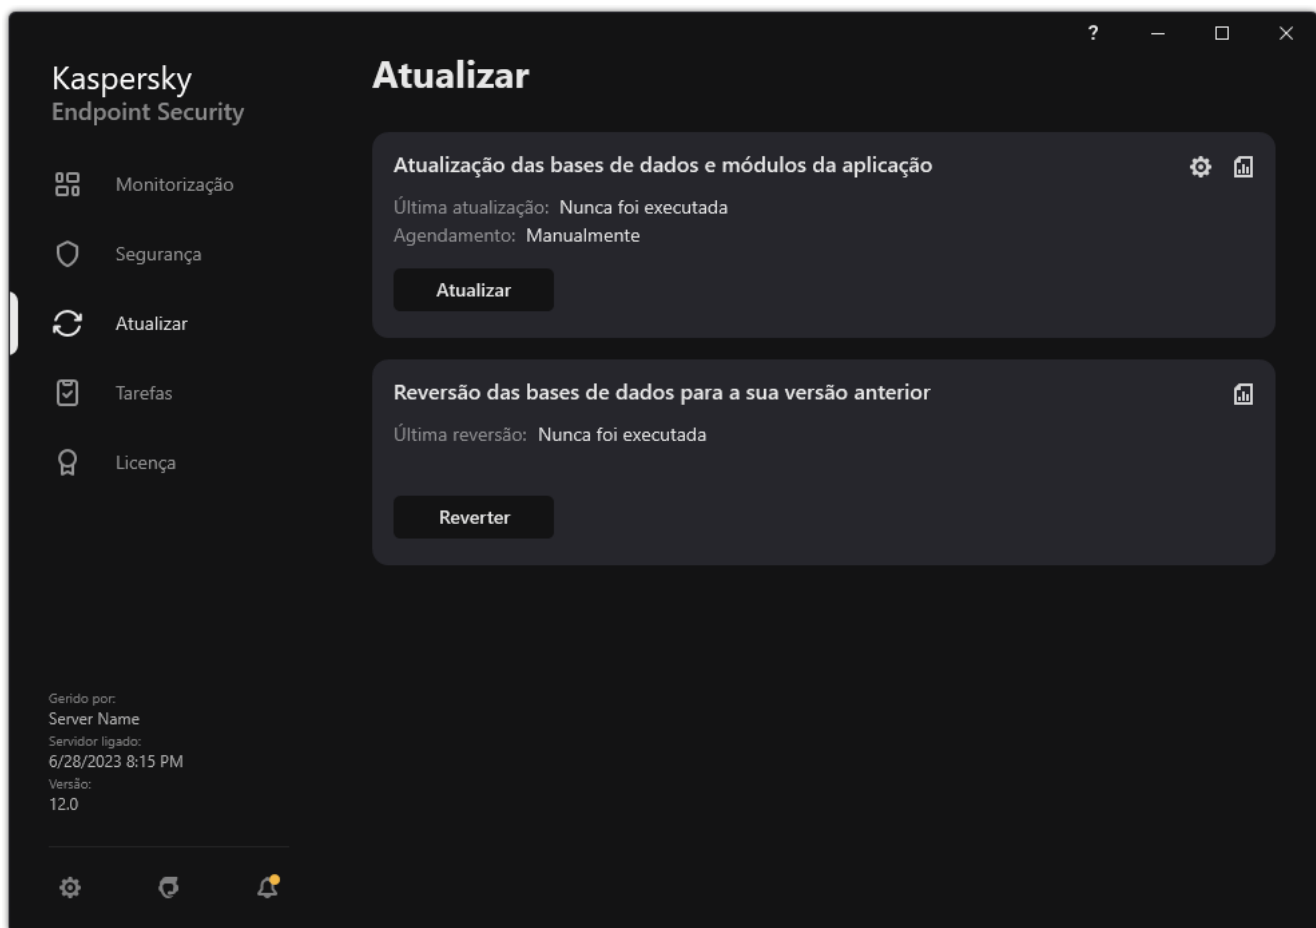 ?
Kaspersky
Endpoint Security
Monitorização
Segurança
Atualizar
Tarefas
Licença
Gerido por:
Server Name
Servidor ligado:
6/28/2023 8:15 PM
Versão:
12.0
Atualizar
Atualização das bases de dados e módulos da aplicação
Última atualização: Nunca foi executada
Agendamento: Manualmente
Atualizar
Reversão das bases de dados para a sua versão anterior
Última reversão: Nunca foi executada
Reverter